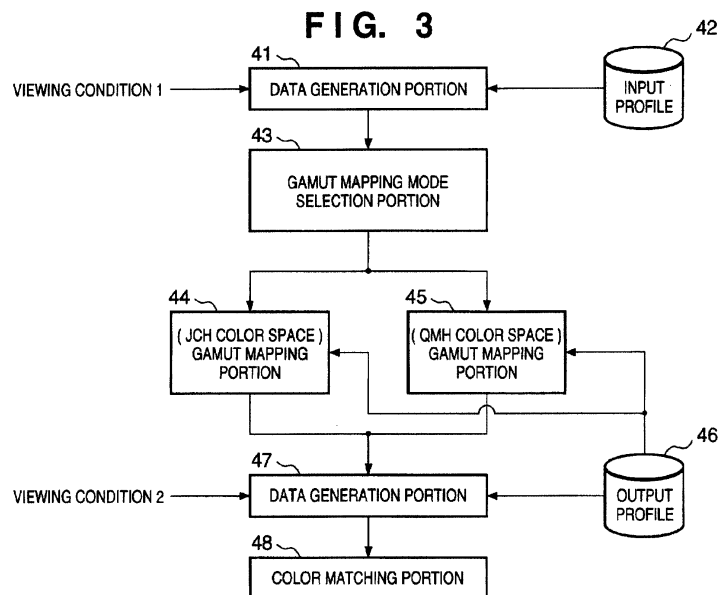 FIG. 3
41
42
VIEWING CONDITION 1
DATA GENERATION PORTION
INPUT
PROFILE
43
GAMUT MAPPING MODE
SELECTION PORTION
44
45
( JCH COLOR SPACE )
GAMUT MAPPING
PORTION
( QMH COLOR SPACE )
GAMUT MAPPING
PORTION
46
47
VIEWING CONDITION 2
DATA GENERATION PORTION
OUTPUT
PROFILE
48
COLOR MATCHING PORTION